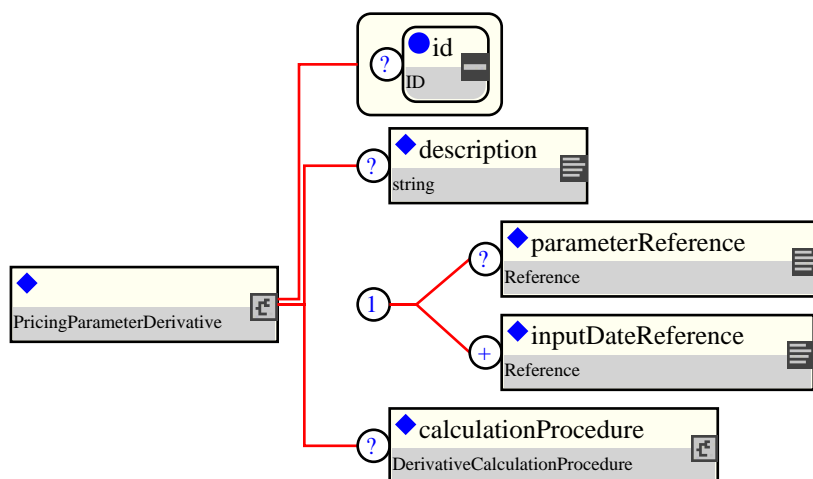 id
?
ID
description
?
string
parameterReference
?
Reference
PricingParameterDerivative
1
inputDateReference
+
Reference
calculationProcedure
?
DerivativeCalculationProcedure